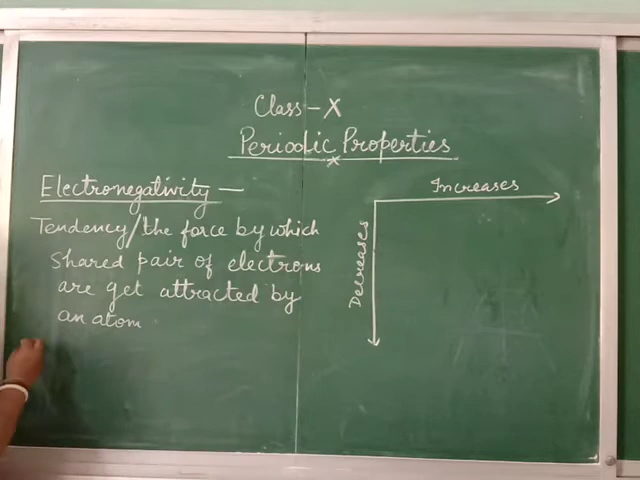 Class - X
Periodic Properties
Electronegativity —
Tendency/the force by which
shared pair of electrons
are get attracted by
an atom
Increases
Decreases